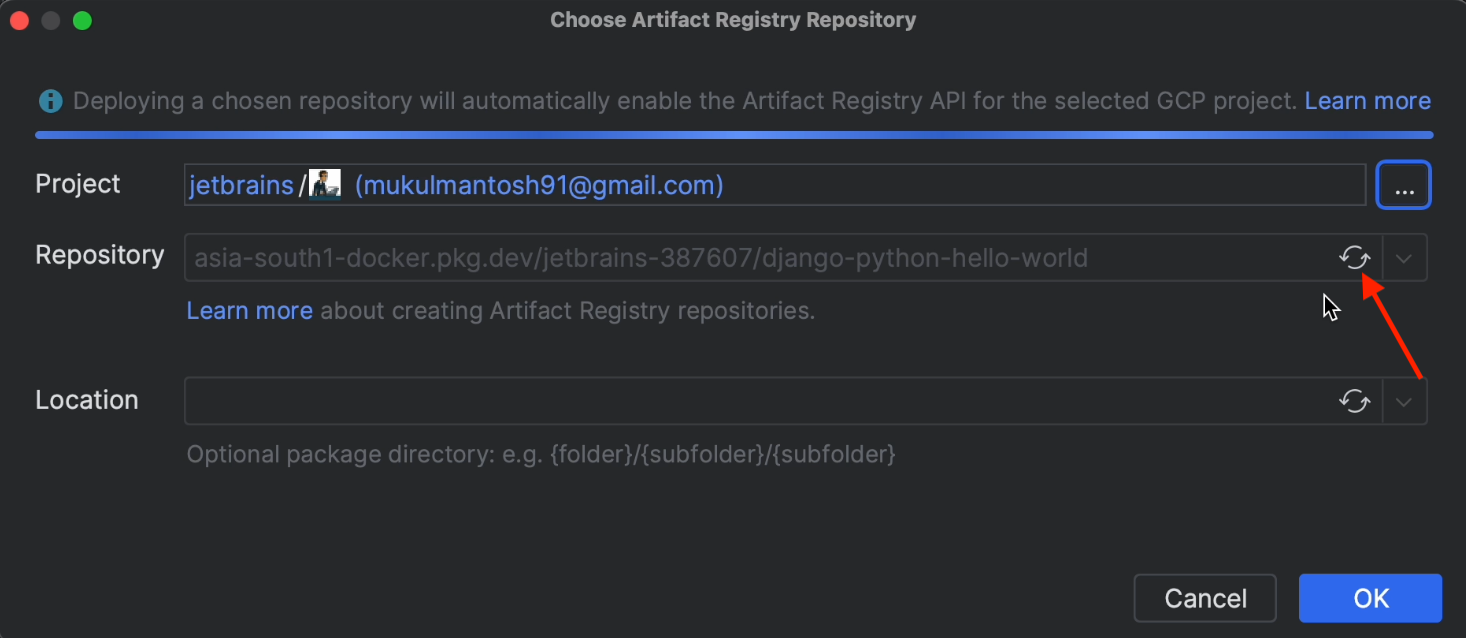 Choose Artifact Registry Repository
Deploying a chosen repository will automatically enable the Artifact Registry API for the selected GCP project. Learn more
Project jetbrains / (mukulmantosh91@gmail.com) ...
Repository asia-south1-docker.pkg.dev/jetbrains-387607/django-python-hello-world
Learn more about creating Artifact Registry repositories.
Location
Optional package directory: e.g. {folder}/{subfolder}/{subfolder}
Cancel OK